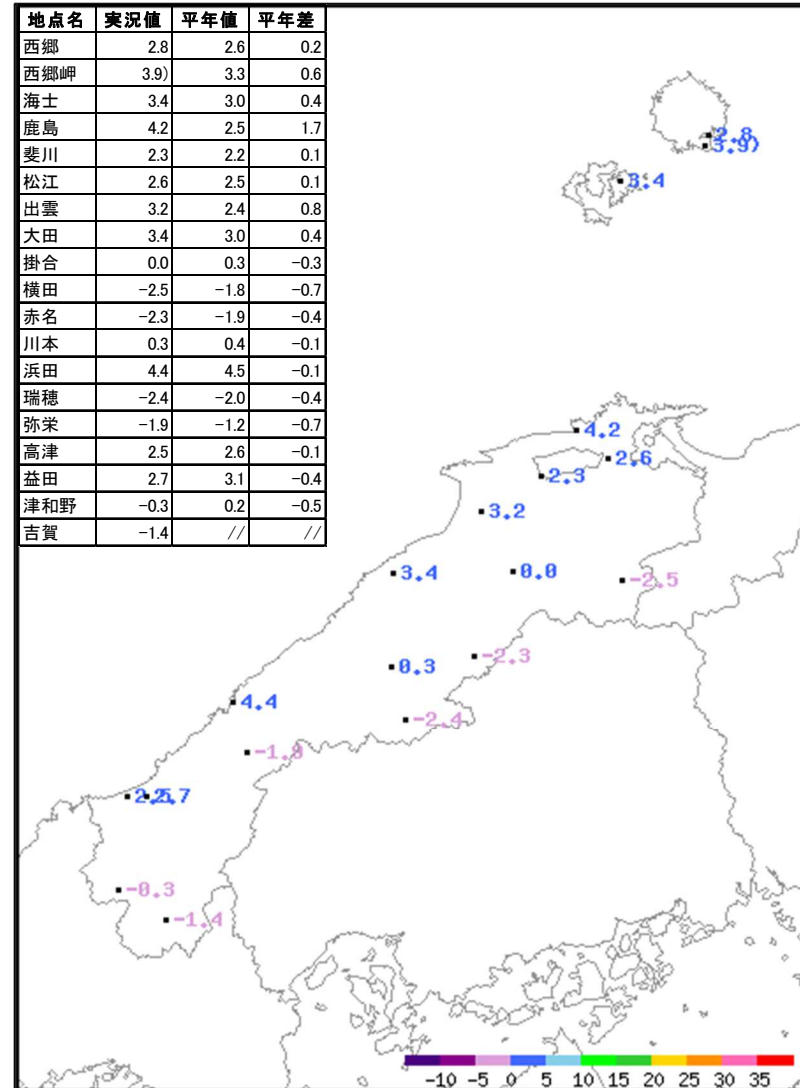 地点名 実況値 平年値 平年差
西郷 2.8 2.6 0.2
西郷岬 3.9) 3.3 0.6
海士 3.4 3.0 0.4
鹿島 4.2 2.5 1.7
斐川 2.3 2.2 0.1
松江 2.6 2.5 0.1
出雲 3.2 2.4 0.8
大田 3.4 3.0 0.4
掛合 0.0 0.3 −0.3
横田 −2.5 −1.8 −0.7
赤名 −2.3 −1.9 −0.4
川本 0.3 0.4 −0.1
浜田 4.4 4.5 −0.1
瑞穂 −2.4 −2.0 −0.4
弥栄 −1.9 −1.2 −0.7
高津 2.5 2.6 −0.1
益田 2.7 3.1 −0.4
津和野 −0.3 0.2 −0.5
吉賀 −1.4 // //
2.8
3.9)
3.4
4.2
2.6
2.3
3.2
3.4 0.0 -2.5
-2.3
0.3
4.4 -2.4
-1.9
2.5 2.7
-0.3
-1.4
-10 -5 0 5 10 15 20 25 30 35